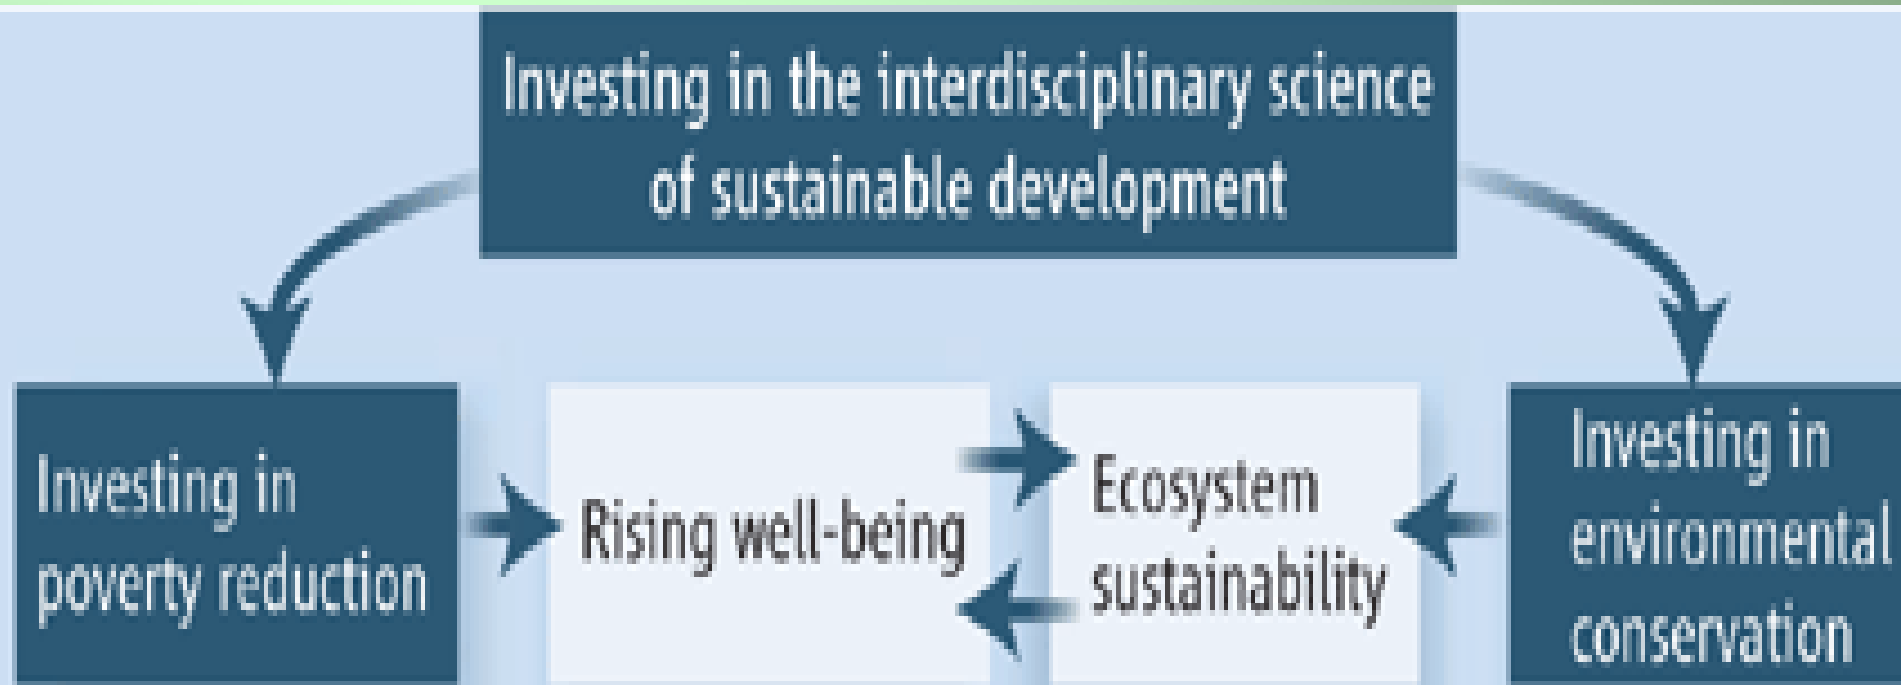 Investing in the interdisciplinary science
of sustainable development
Investing in
poverty reduction
Rising well-being
Ecosystem
sustainability
Investing in
environmental
conservation